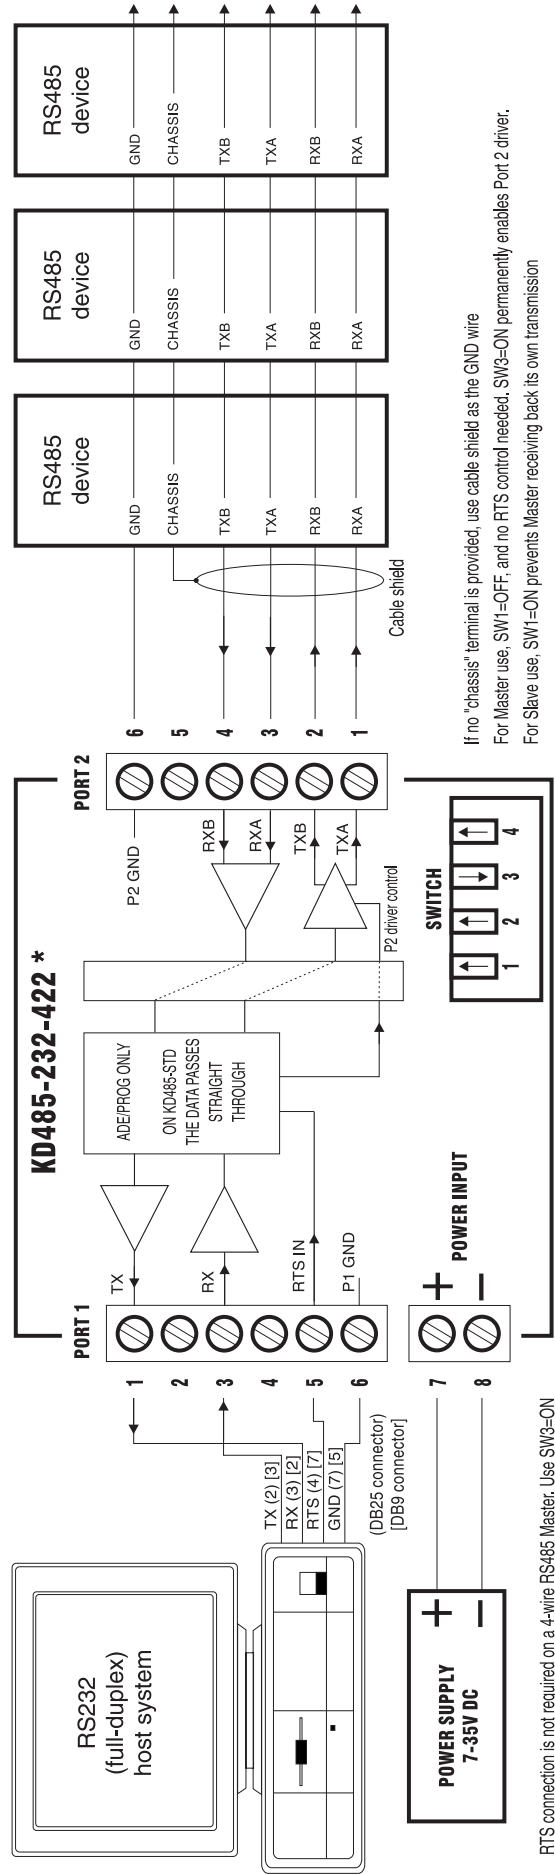 KD485-232-422 *
RS232
(full-duplex)
host system
TX (2) [3]
RX (3) [2]
RTS (4) [7]
GND (7) [5]
(DB25 connector)
[DB9 connector]
1
2
3
4
5
6
PORT 1
TX
RX
RTS IN
P1 GND
ADE/PROG ONLY
ON KD485-STD
THE DATA PASSES
STRAIGHT
THROUGH
P2 GND
RXB
RXA
TXB
TXA
P2 driver control
PORT 2
6
5
4
3
2
1
Cable shield
RS485
device
GND
CHASSIS
TXB
TXA
RXB
RXA
RS485
device
GND
CHASSIS
TXB
TXA
RXB
RXA
RS485
device
GND
CHASSIS
TXB
TXA
RXB
RXA
POWER SUPPLY
7-35V DC
+
–
7
8
+
–
POWER INPUT
SWITCH
1
2
3
4
If no "chassis" terminal is provided, use cable shield as the GND wire
For Master use, SW1=OFF, and no RTS control needed. SW3=ON permanently enables Port 2 driver.
For Slave use, SW1=ON prevents Master receiving back its own transmission
RTS connection is not required on a 4-wire RS485 Master. Use SW3=ON